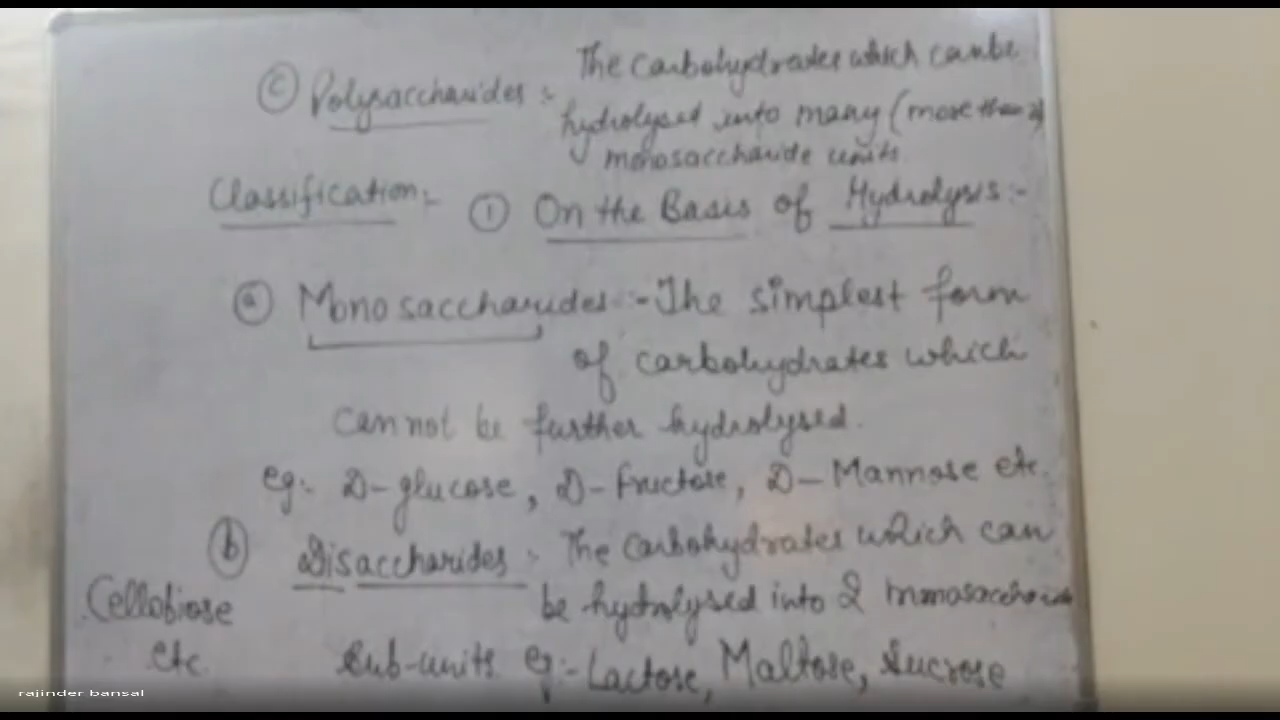 Ⓒ Polysaccharides :- The carbohydrates which can be
hydrolysed into many (more than 2)
monosaccharide units.
Classification:- ① On the Basis of Hydrolysis:-
ⓐ Monosaccharides :- The simplest form
of carbohydrates which
cannot be further hydrolysed.
eg:- D-glucose, D-fructose, D-Mannose etc.
ⓑ Disaccharides :- The carbohydrates which can
be hydrolysed into 2 monosaccharide
sub-units. eg:- Lactose, Maltose, Sucrose
Cellobiose
etc.
rajinder bansal